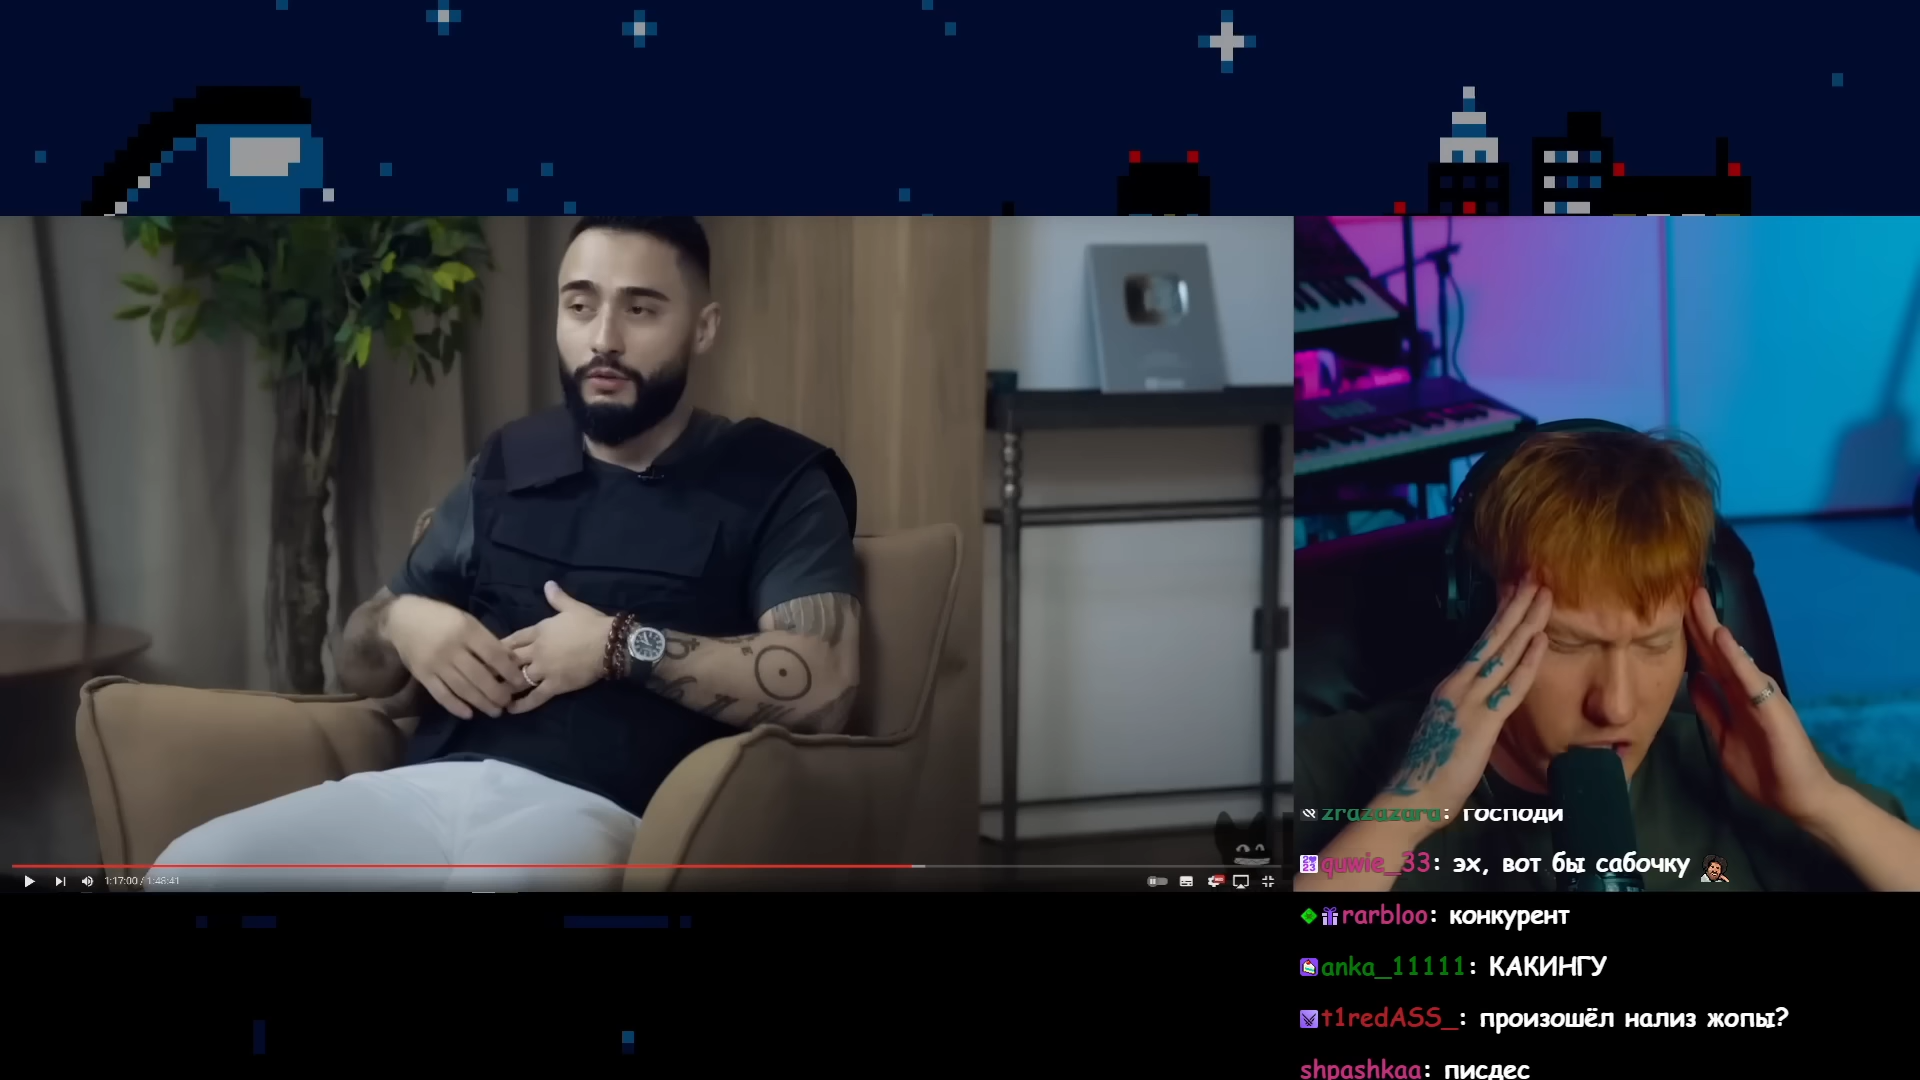 1:17:00 / 1:48:41
zrazazara: господи
quwie_33: эх, вот бы сабочку
rarbloo: конкурент
anka_11111: КАКИНГУ
t1redASS_: произошёл нализ жопы?
shpashkaa: писдес